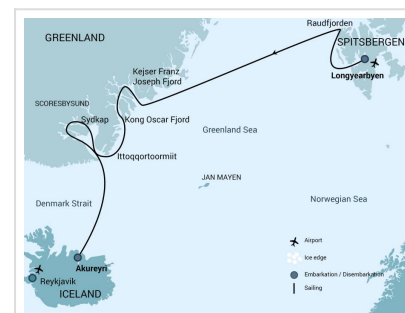 Raudfjorden
GREENLAND
SPITSBERGEN
Longyearbyen
Kejser Franz
Joseph Fjord
SCORESBYSUND
Sydkap
Kong Oscar Fjord
Greenland Sea
Ittoqqortoormiit
JAN MAYEN
Denmark Strait
Norwegian Sea
Akureyri
Reykjavik
ICELAND
Airport
Ice edge
Embarkation / Disembarkation
Sailing